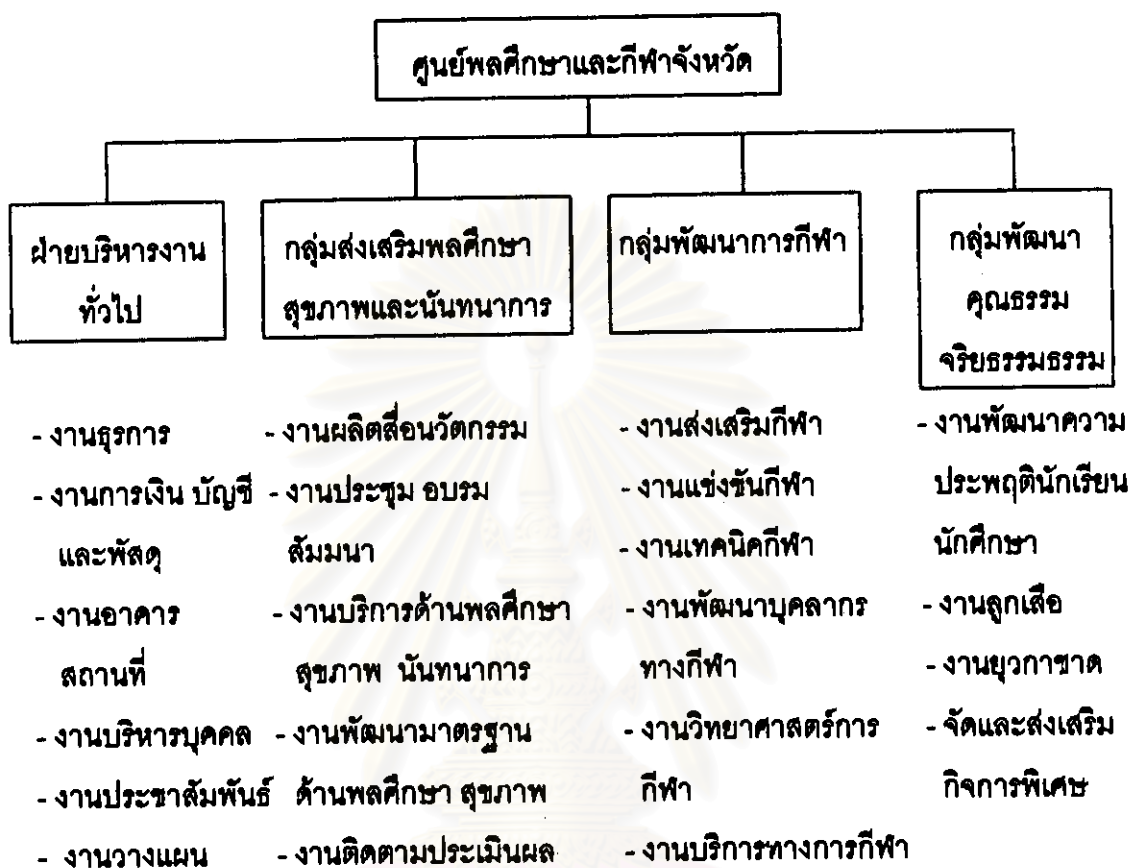 ศูนย์พลศึกษาและกีฬาจังหวัด
ฝ่ายบริหารงาน
ทั่วไป
- งานธุรการ
- งานการเงิน บัญชี
และพัสดุ
- งานอาคาร
สถานที่
- งานบริหารบุคคล
- งานประชาสัมพันธ์
- งานวางแผน
กลุ่มส่งเสริมพลศึกษา
สุขภาพและนันทนาการ
- งานผลิตสื่อนวัตกรรม
- งานประชุม อบรม
สัมมนา
- งานบริการด้านพลศึกษา
สุขภาพ นันทนาการ
- งานพัฒนามาตรฐาน
ด้านพลศึกษา สุขภาพ
- งานติดตามประเมินผล
กลุ่มพัฒนาการกีฬา
- งานส่งเสริมกีฬา
- งานแข่งขันกีฬา
- งานเทคนิคกีฬา
- งานพัฒนาบุคลากร
ทางกีฬา
- งานวิทยาศาสตร์การ
กีฬา
- งานบริการทางการกีฬา
กลุ่มพัฒนา
คุณธรรม
จริยธรรมธรรม
- งานพัฒนาความ
ประพฤตินักเรียน
นักศึกษา
- งานลูกเสือ
- งานยุวกาชาด
- จัดและส่งเสริม
กิจการพิเศษ